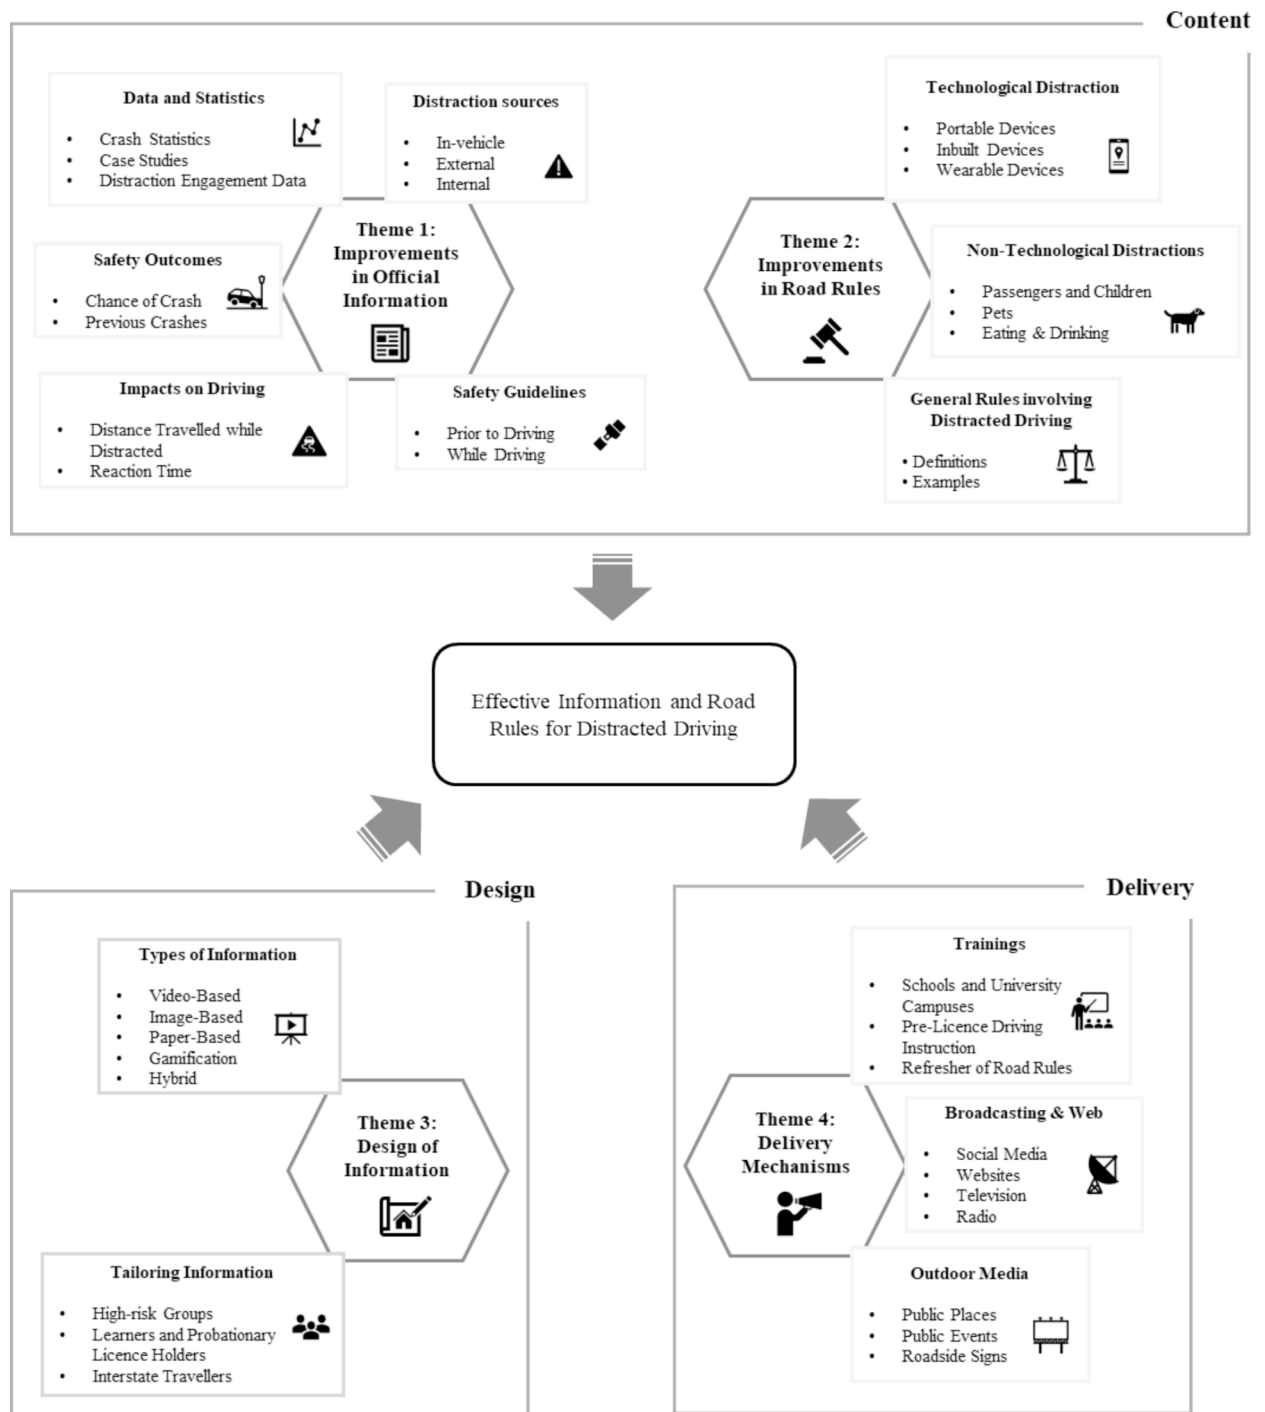 Content
Data and Statistics
• Crash Statistics
• Case Studies
• Distraction Engagement Data
Distraction sources
• In-vehicle
• External
• Internal
Theme 1:
Improvements
in Official
Information
Safety Outcomes
• Chance of Crash
• Previous Crashes
Impacts on Driving
• Distance Travelled while
Distracted
• Reaction Time
Safety Guidelines
• Prior to Driving
• While Driving
Technological Distraction
• Portable Devices
• Inbuilt Devices
• Wearable Devices
Theme 2:
Improvements
in Road Rules
Non-Technological Distractions
• Passengers and Children
• Pets
• Eating & Drinking
General Rules involving
Distracted Driving
• Definitions
• Examples
Effective Information and Road
Rules for Distracted Driving
Design
Types of Information
• Video-Based
• Image-Based
• Paper-Based
• Gamification
• Hybrid
Theme 3:
Design of
Information
Tailoring Information
• High-risk Groups
• Learners and Probationary
Licence Holders
• Interstate Travellers
Delivery
Trainings
• Schools and University
Campuses
• Pre-Licence Driving
Instruction
• Refresher of Road Rules
Theme 4:
Delivery
Mechanisms
Broadcasting & Web
• Social Media
• Websites
• Television
• Radio
Outdoor Media
• Public Places
• Public Events
• Roadside Signs